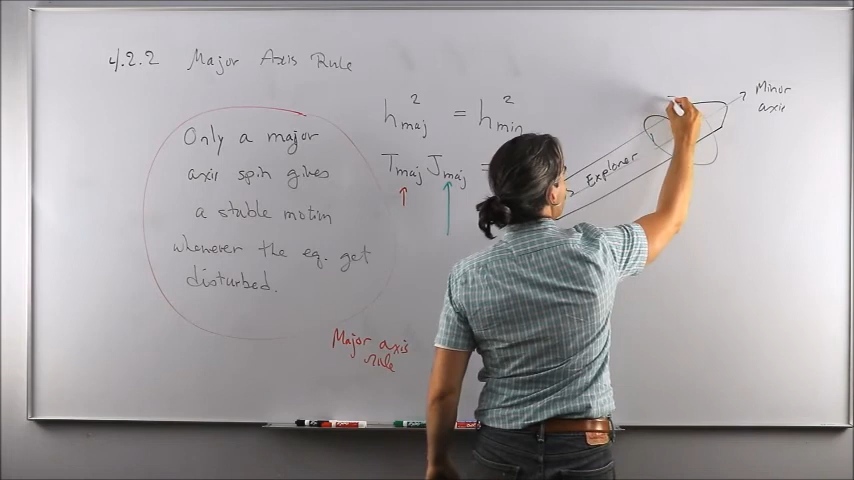 4.2.2 Major Axis Rule
Only a major
axis spin gives
a stable motion
whenever the eq. get
disturbed.
Major axis
rule
h²maj = h²min
Tmaj Jmaj =
Explorer
Minor
axis